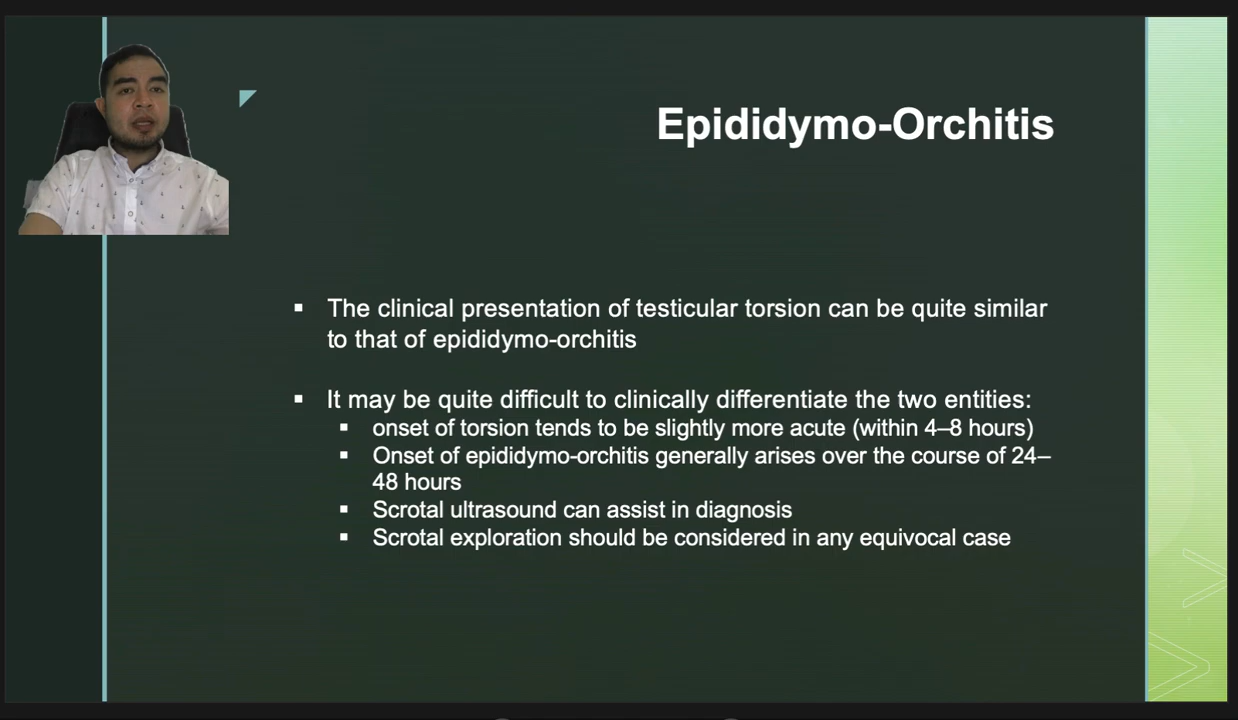 Epididymo-Orchitis
The clinical presentation of testicular torsion can be quite similar
to that of epididymo-orchitis
It may be quite difficult to clinically differentiate the two entities:
onset of torsion tends to be slightly more acute (within 4–8 hours)
Onset of epididymo-orchitis generally arises over the course of 24–
48 hours
Scrotal ultrasound can assist in diagnosis
Scrotal exploration should be considered in any equivocal case